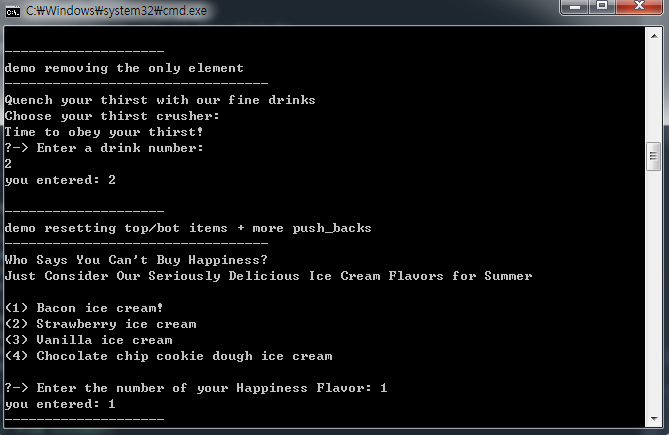 C:₩Windows₩system32₩cmd.exe
--------------------
demo removing the only element
---------------------------------
Quench your thirst with our fine drinks
Choose your thirst crusher:
Time to obey your thirst!
?-> Enter a drink number:
2
you entered: 2
--------------------
demo resetting top/bot items + more push_backs
---------------------------------
Who Says You Can't Buy Happiness?
Just Consider Our Seriously Delicious Ice Cream Flavors for Summer
(1) Bacon ice cream!
(2) Strawberry ice cream
(3) Vanilla ice cream
(4) Chocolate chip cookie dough ice cream
?-> Enter the number of your Happiness Flavor: 1
you entered: 1
--------------------